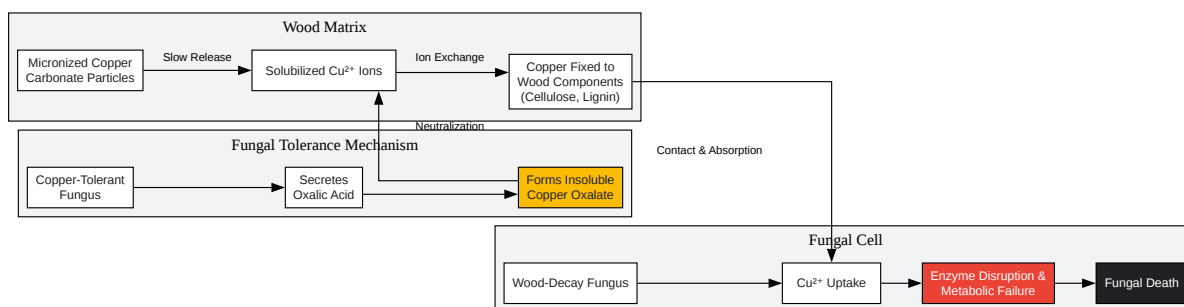 Wood Matrix
Micronized Copper
Carbonate Particles
Slow Release
Solubilized Cu²⁺ Ions
Ion Exchange
Copper Fixed to
Wood Components
(Cellulose, Lignin)
Neutralization
Fungal Tolerance Mechanism
Contact & Absorption
Copper-Tolerant
Fungus
Secretes
Oxalic Acid
Forms Insoluble
Copper Oxalate
Fungal Cell
Wood-Decay Fungus
Cu²⁺ Uptake
Enzyme Disruption &
Metabolic Failure
Fungal Death